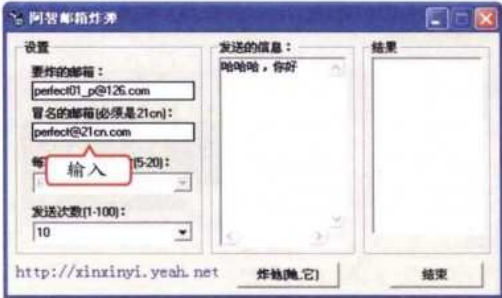 阿智邮箱炸弹
设置
要炸的邮箱：
perfect01_p@126.com
冒名的邮箱(必须是21cn)：
perfect@21cn.com
输入
每
(5-20)：
发送次数(1-100)：
10
发送的信息：
哈哈哈，你好
结果
http://xinxinyi.yeah.net
炸他(她,它)
结束